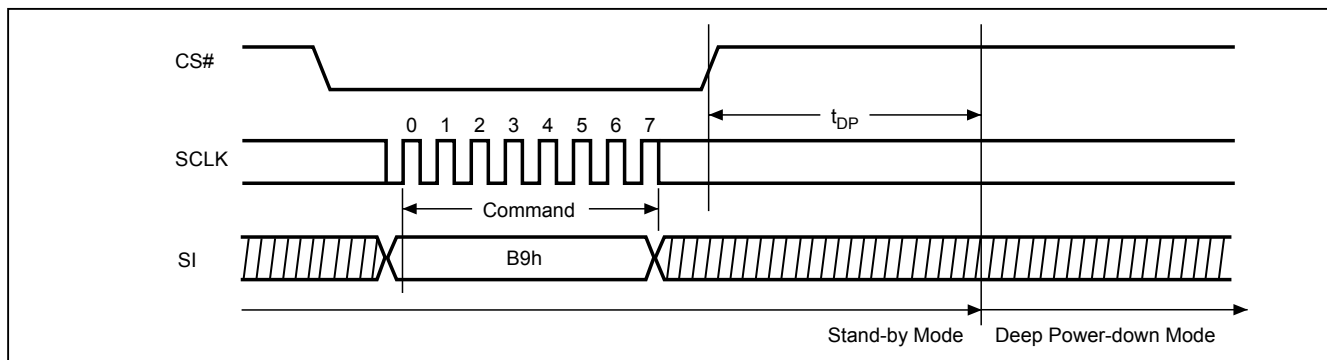 CS#
t_DP
0 1 2 3 4 5 6 7
SCLK
Command
SI
B9h
Stand-by Mode
Deep Power-down Mode